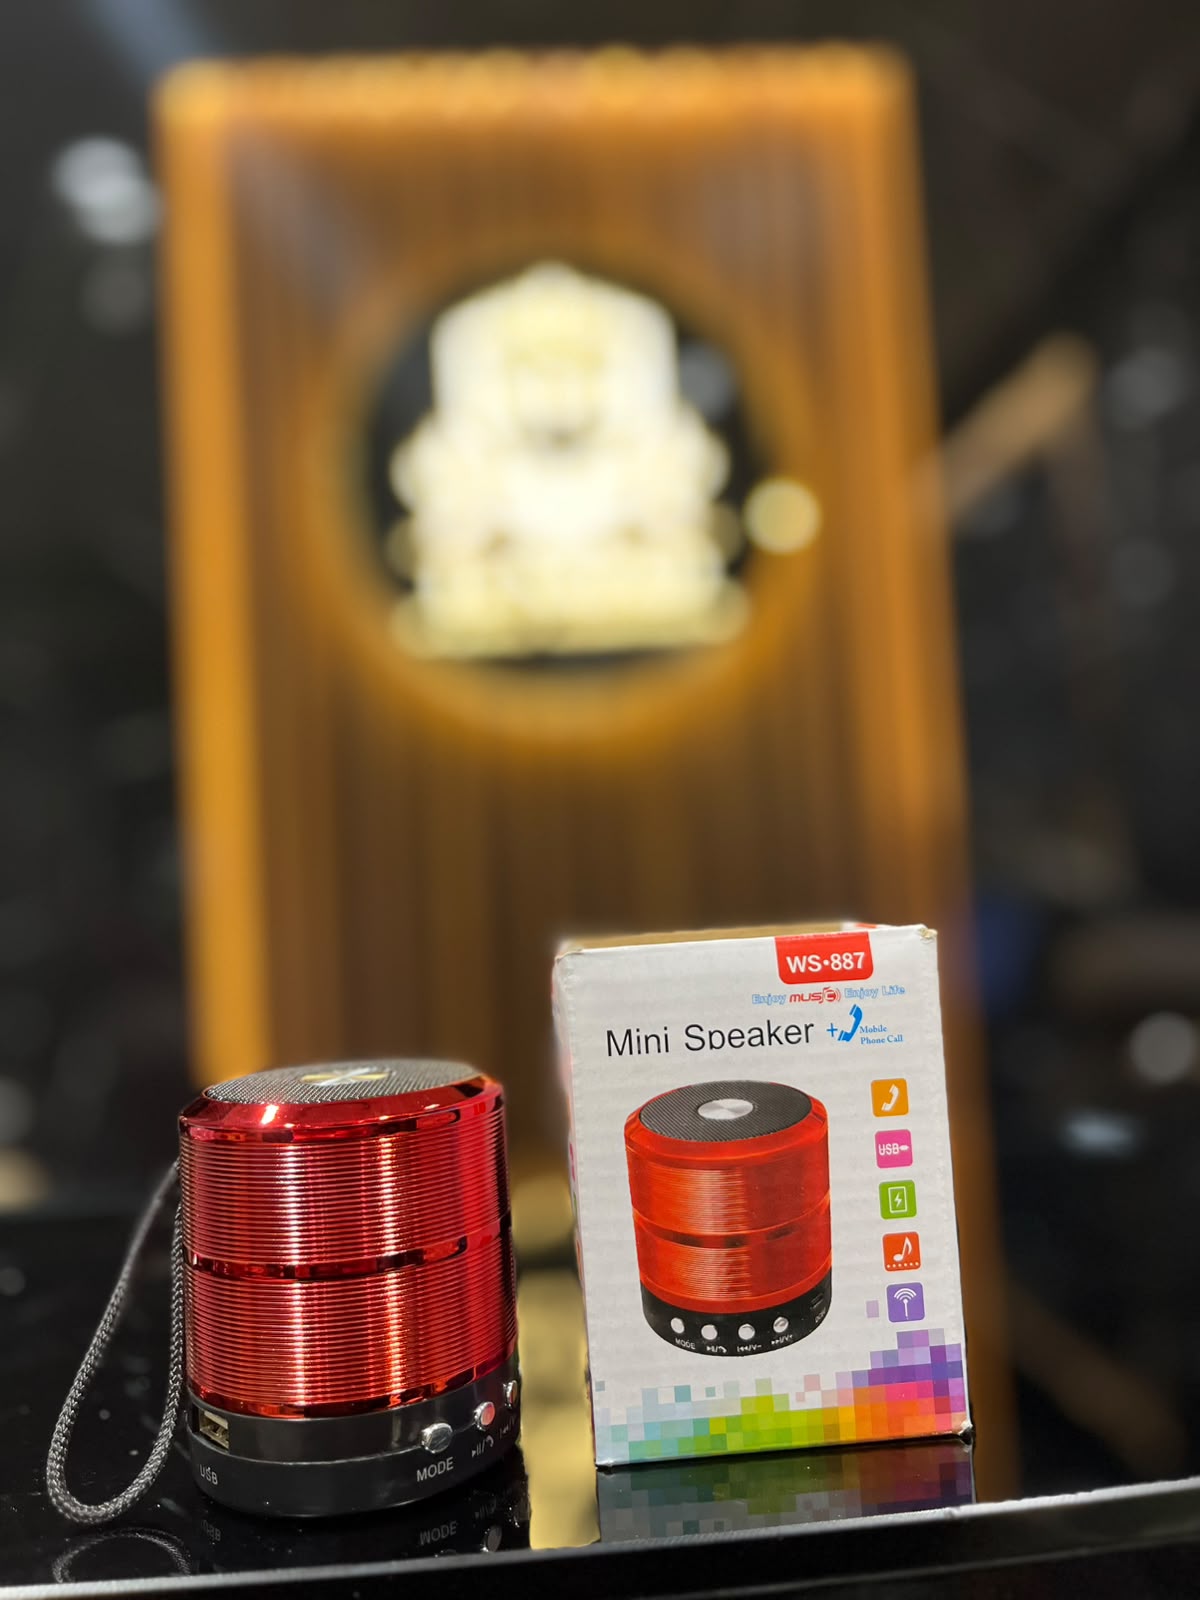 WS•887
Enjoy music Enjoy Life
Mini Speaker + Mobile
Phone Call
USB
MODE
USB
MODE